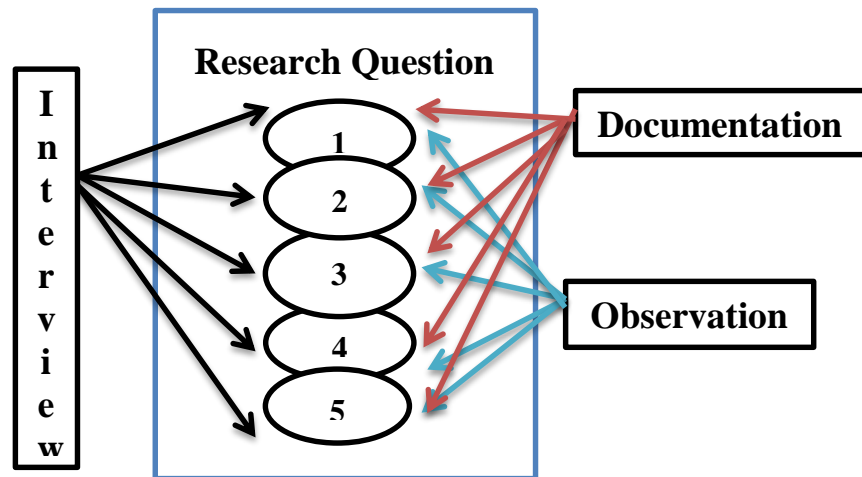 Research Question
I
n
t
e
r
v
i
e
w
1
2
3
4
5
Documentation
Observation